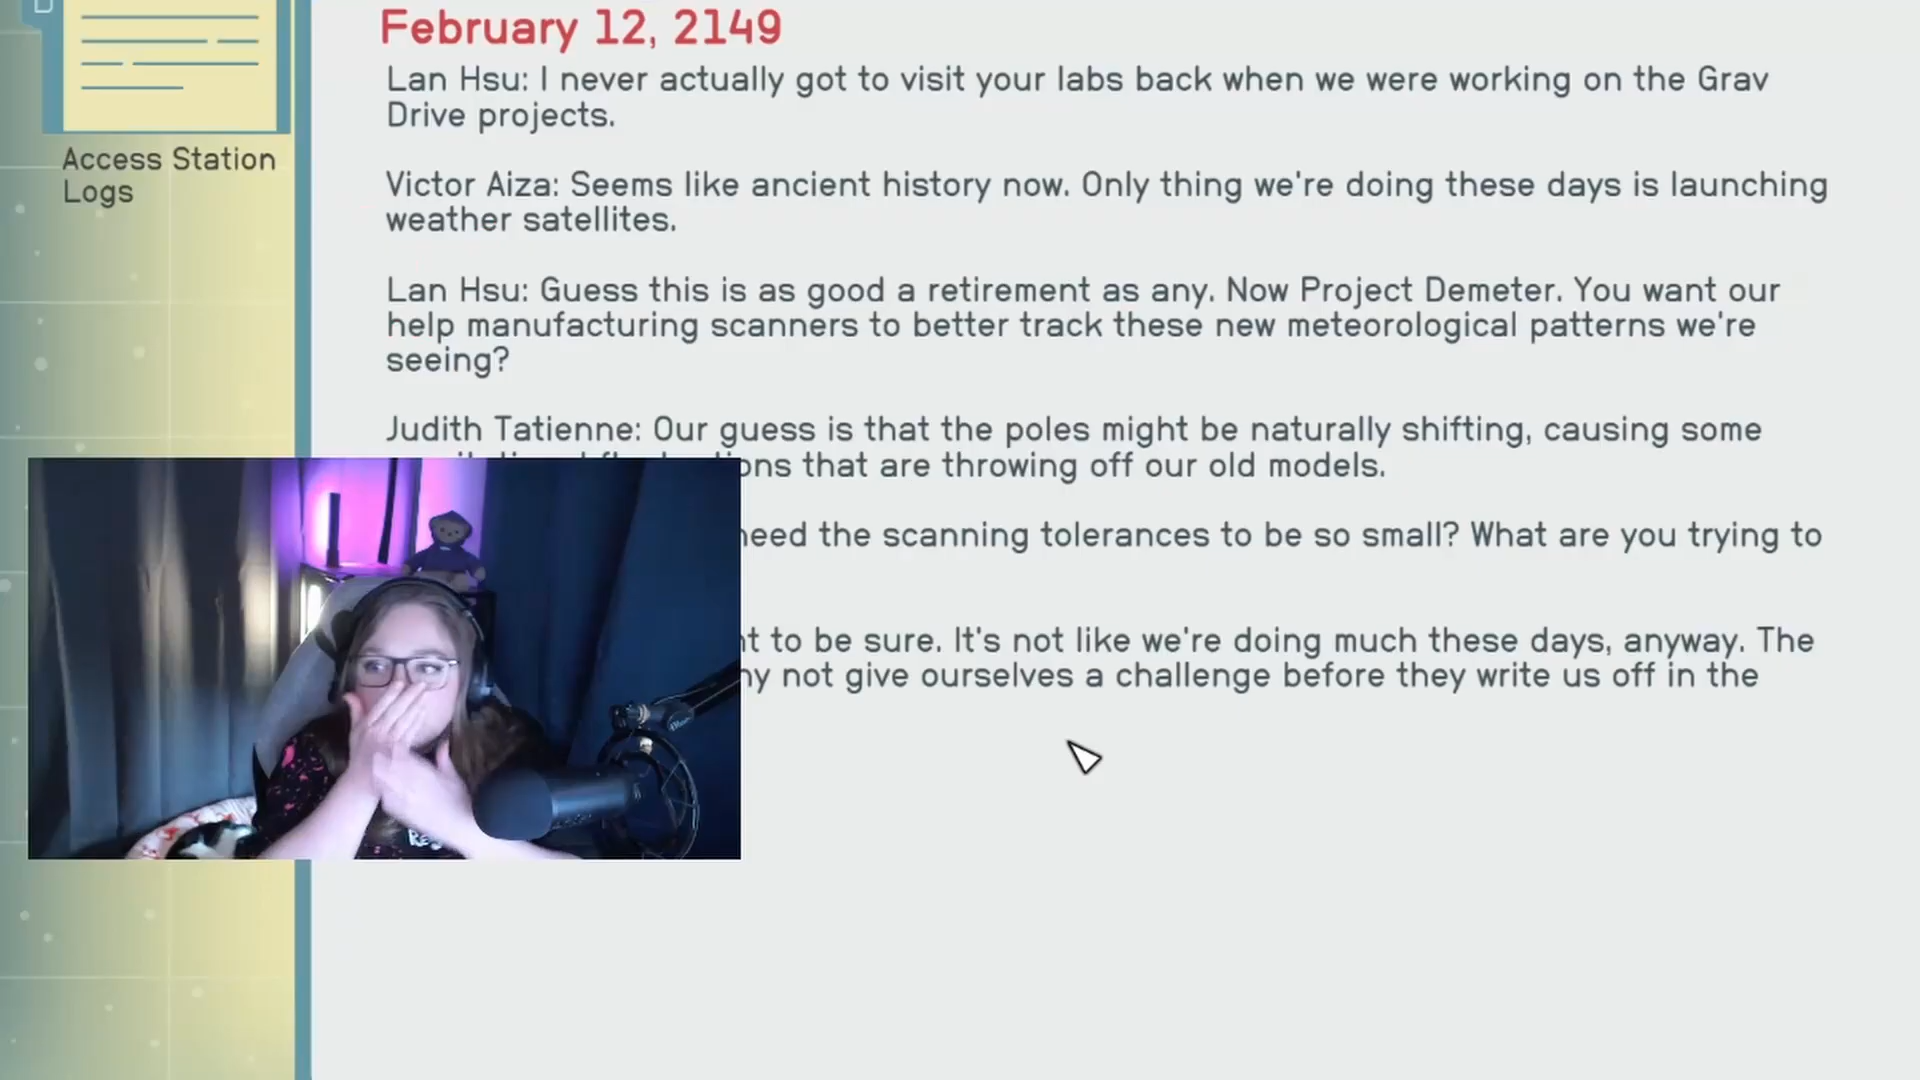 February 12, 2149
Lan Hsu: I never actually got to visit your labs back when we were working on the Grav
Drive projects.
Access Station
Logs
Victor Aiza: Seems like ancient history now. Only thing we're doing these days is launching
weather satellites.
Lan Hsu: Guess this is as good a retirement as any. Now Project Demeter. You want our
help manufacturing scanners to better track these new meteorological patterns we're
seeing?
Judith Tatienne: Our guess is that the poles might be naturally shifting, causing some
that are throwing off our old models.
the scanning tolerances to be so small? What are you trying to
to be sure. It's not like we're doing much these days, anyway. The
not give ourselves a challenge before they write us off in the